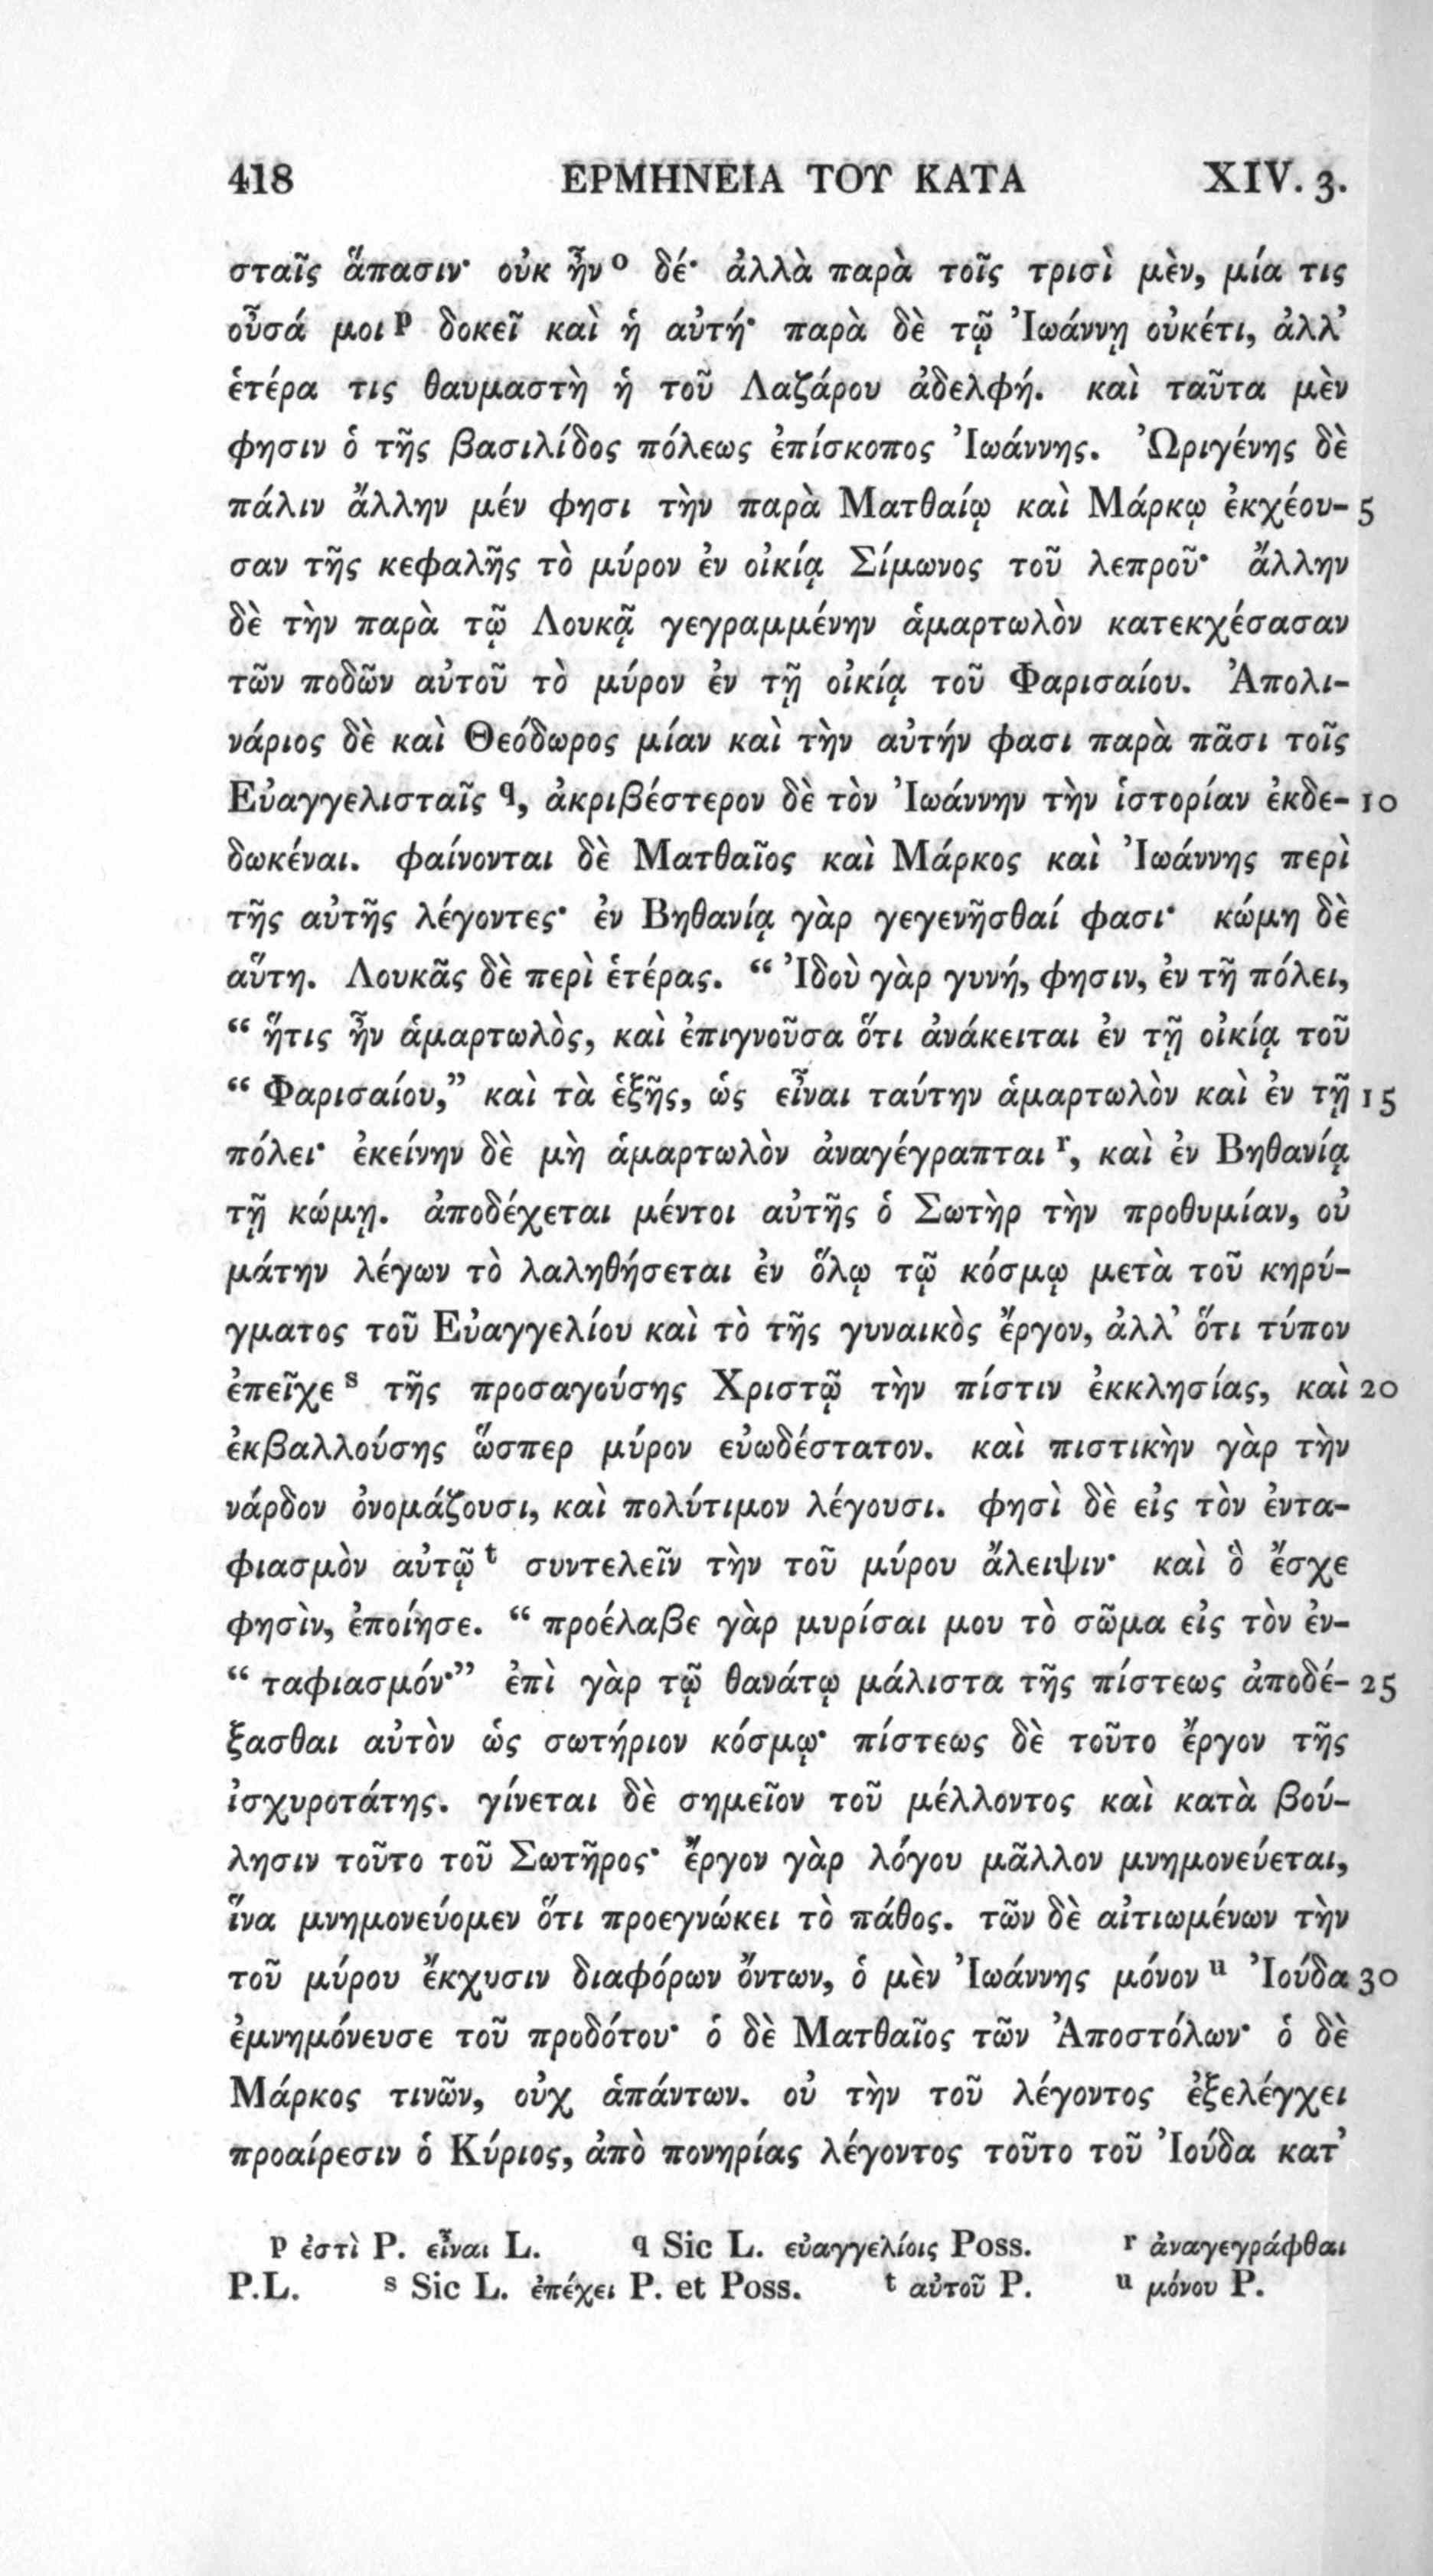 418 ΕΡΜΗΝΕΙΑ ΤΟΥ ΚΑΤΑ XIV. 3.
σταῖς ἅπασιν· οὐκ ἦν ο δέ· ἀλλὰ παρὰ τοῖς τρισὶ μὲν, μία τις
οὖσά μοι p δοκεῖ καὶ ἡ αὐτή· παρὰ δὲ τῷ Ἰωάννῃ οὐκέτι, ἀλλ’
ἑτέρα τις θαυμαστὴ ἡ τοῦ Λαζάρου ἀδελφή. καὶ ταῦτα μὲν
φησιν ὁ τῆς βασιλίδος πόλεως ἐπίσκοπος Ἰωάννης. Ὠριγένης δὲ
πάλιν ἄλλην μέν φησι τὴν παρὰ Ματθαίῳ καὶ Μάρκῳ ἐκχέου- 5
σαν τῆς κεφαλῆς τὸ μύρον ἐν οἰκίᾳ Σίμωνος τοῦ λεπροῦ· ἄλλην
δὲ τὴν παρὰ τῷ Λουκᾷ γεγραμμένην ἁμαρτωλὸν κατεκχέσασαν
τῶν ποδῶν αὐτοῦ τὸ μύρον ἐν τῇ οἰκίᾳ τοῦ Φαρισαίου. Ἀπολι-
νάριος δὲ καὶ Θεόδωρος μίαν καὶ τὴν αὐτήν φασι παρὰ πᾶσι τοῖς
Εὐαγγελισταῖς q, ἀκριβέστερον δὲ τὸν Ἰωάννην τὴν ἱστορίαν ἐκδε- 10
δωκέναι. φαίνονται δὲ Ματθαῖος καὶ Μάρκος καὶ Ἰωάννης περὶ
τῆς αὐτῆς λέγοντες· ἐν Βηθανίᾳ γὰρ γεγενῆσθαί φασι· κώμη δὲ
αὕτη. Λουκᾶς δὲ περὶ ἑτέρας. “ Ἰδοὺ γὰρ γυνή, φησιν, ἐν τῆ πόλει,
“ ἥτις ἦν ἁμαρτωλὸς, καὶ ἐπιγνοῦσα ὅτι ἀνάκειται ἐν τῇ οἰκίᾳ τοῦ
“ Φαρισαίου,” καὶ τὰ ἑξῆς, ὡς εἶναι ταύτην ἁμαρτωλὸν καὶ ἐν τῇ 15
πόλει· ἐκείνην δὲ μὴ ἁμαρτωλὸν ἀναγέγραπται r, καὶ ἐν Βηθανίᾳ
τῇ κώμῃ. ἀποδέχεται μέντοι αὐτῆς ὁ Σωτὴρ τὴν προθυμίαν, οὐ
μάτην λέγων τὸ λαληθήσεται ἐν ὅλῳ τῷ κόσμῳ μετὰ τοῦ κηρύ-
γματος τοῦ Εὐαγγελίου καὶ τὸ τῆς γυναικὸς ἔργον, ἀλλ’ ὅτι τύπον
ἐπεῖχε s τῆς προσαγούσης Χριστῷ τὴν πίστιν ἐκκλησίας, καὶ 20
ἐκβαλλούσης ὥσπερ μύρον εὐωδέστατον. καὶ πιστικὴν γὰρ τὴν
νάρδον ὀνομάζουσι, καὶ πολύτιμον λέγουσι. φησὶ δὲ εἰς τὸν ἐντα-
φιασμὸν αὐτῷ t συντελεῖν τὴν τοῦ μύρου ἄλειψιν· καὶ ὃ ἔσχε
φησὶν, ἐποίησε. “ προέλαβε γὰρ μυρίσαι μου τὸ σῶμα εἰς τὸν ἐν-
“ ταφιασμόν·” ἐπὶ γὰρ τῷ θανάτῳ μάλιστα τῆς πίστεως ἀποδέ- 25
ξασθαι αὐτὸν ὡς σωτήριον κόσμῳ· πίστεως δὲ τοῦτο ἔργον τῆς
ἰσχυροτάτης. γίνεται δὲ σημεῖον τοῦ μέλλοντος καὶ κατὰ βού-
λησιν τοῦτο τοῦ Σωτῆρος· ἔργον γὰρ λόγου μᾶλλον μνημονεύεται,
ἵνα μνημονεύομεν ὅτι προεγνώκει τὸ πάθος. τῶν δὲ αἰτιωμένων τὴν
τοῦ μύρου ἔκχυσιν διαφόρων ὄντων, ὁ μὲν Ἰωάννης μόνον u Ἰούδα 30
ἐμνημόνευσε τοῦ προδότου· ὁ δὲ Ματθαῖος τῶν Ἀποστόλων· ὁ δὲ
Μάρκος τινῶν, οὐχ ἁπάντων. οὐ τὴν τοῦ λέγοντος ἐξελέγχει
προαίρεσιν ὁ Κύριος, ἀπὸ πονηρίας λέγοντος τοῦτο τοῦ Ἰούδα κατ’
p ἐστὶ P. εἶναι L. q Sic L. εὐαγγελίοις Poss. r ἀναγεγράφθαι
P.L. s Sic L. ἐπέχει P. et Poss. t αὐτοῦ P. u μόνου P.